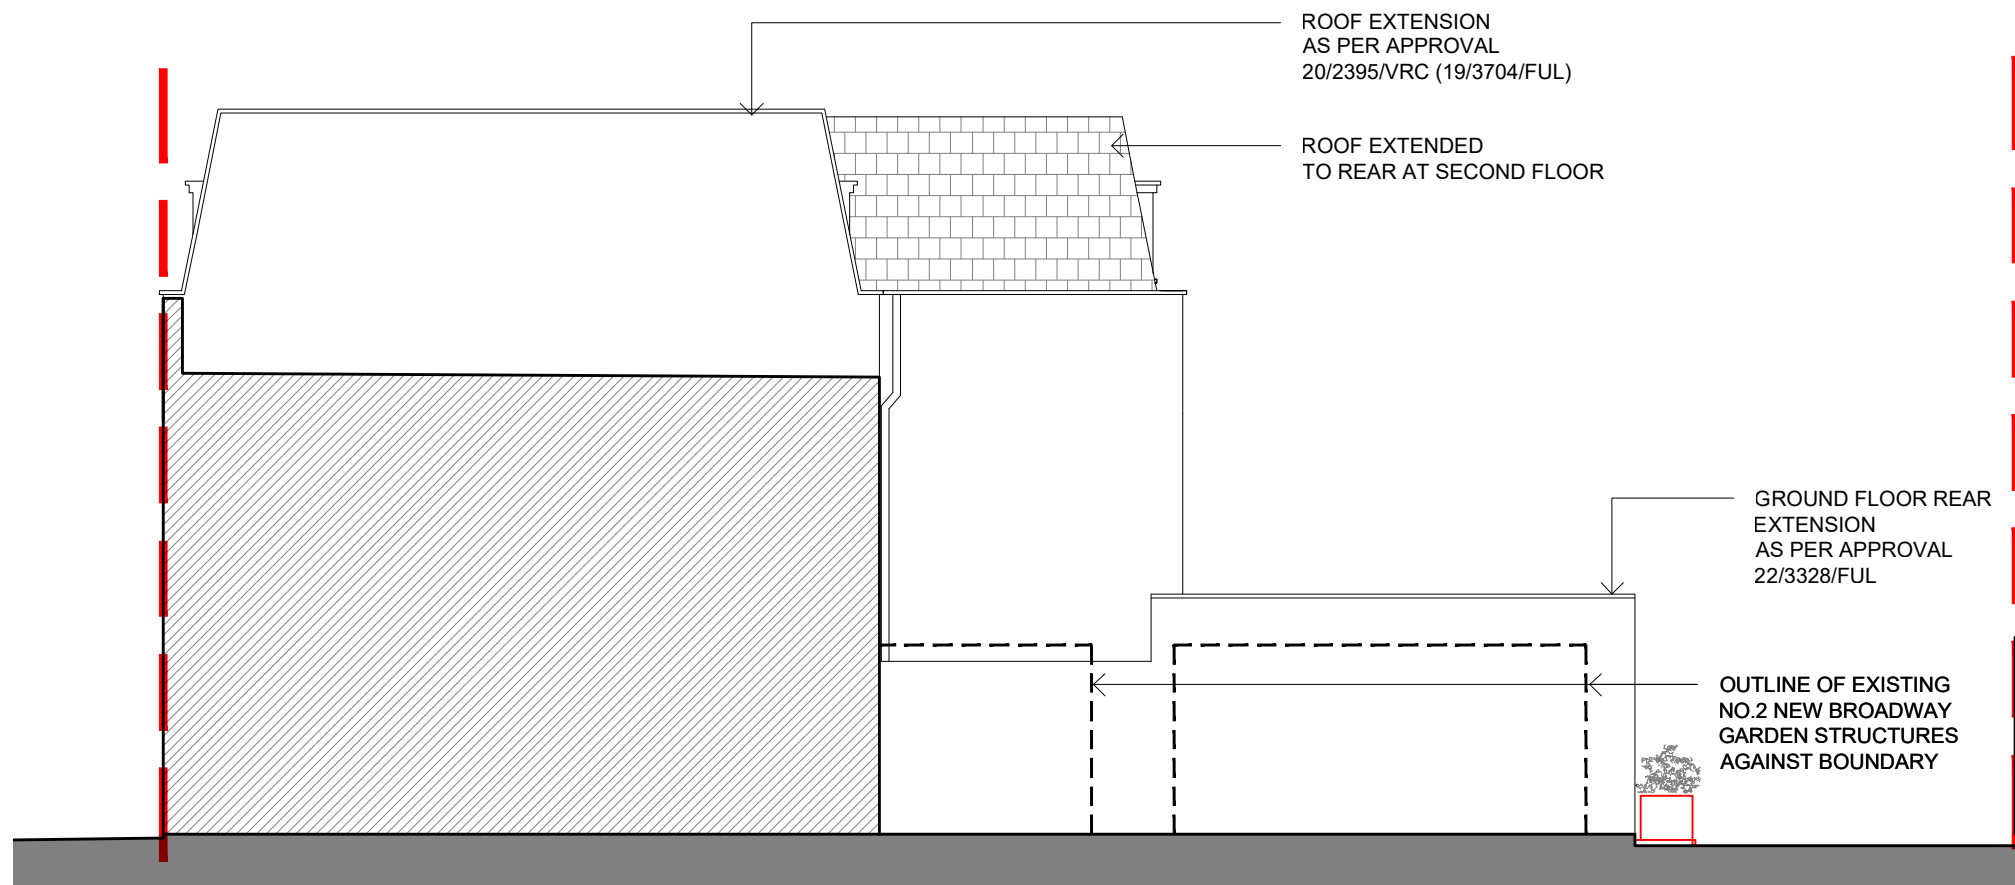 ROOF EXTENSION
AS PER APPROVAL
20/2395/VRC (19/3704/FUL)
ROOF EXTENDED
TO REAR AT SECOND FLOOR
GROUND FLOOR REAR
EXTENSION
AS PER APPROVAL
22/3328/FUL
OUTLINE OF EXISTING
NO.2 NEW BROADWAY
GARDEN STRUCTURES
AGAINST BOUNDARY